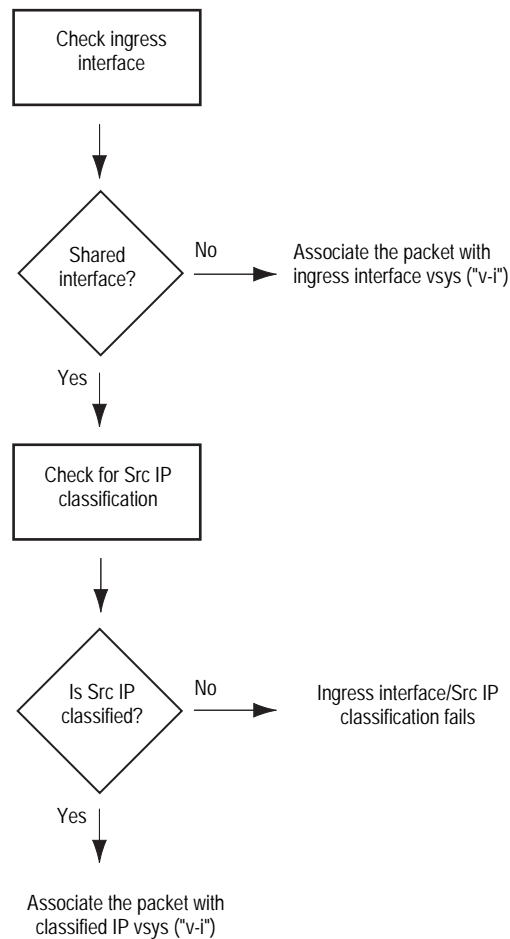 Check ingress
interface
Shared
interface?
No
Associate the packet with
ingress interface vsys ("v-i")
Yes
Check for Src IP
classification
Is Src IP
classified?
No
Ingress interface/Src IP
classification fails
Yes
Associate the packet with
classified IP vsys ("v-i")